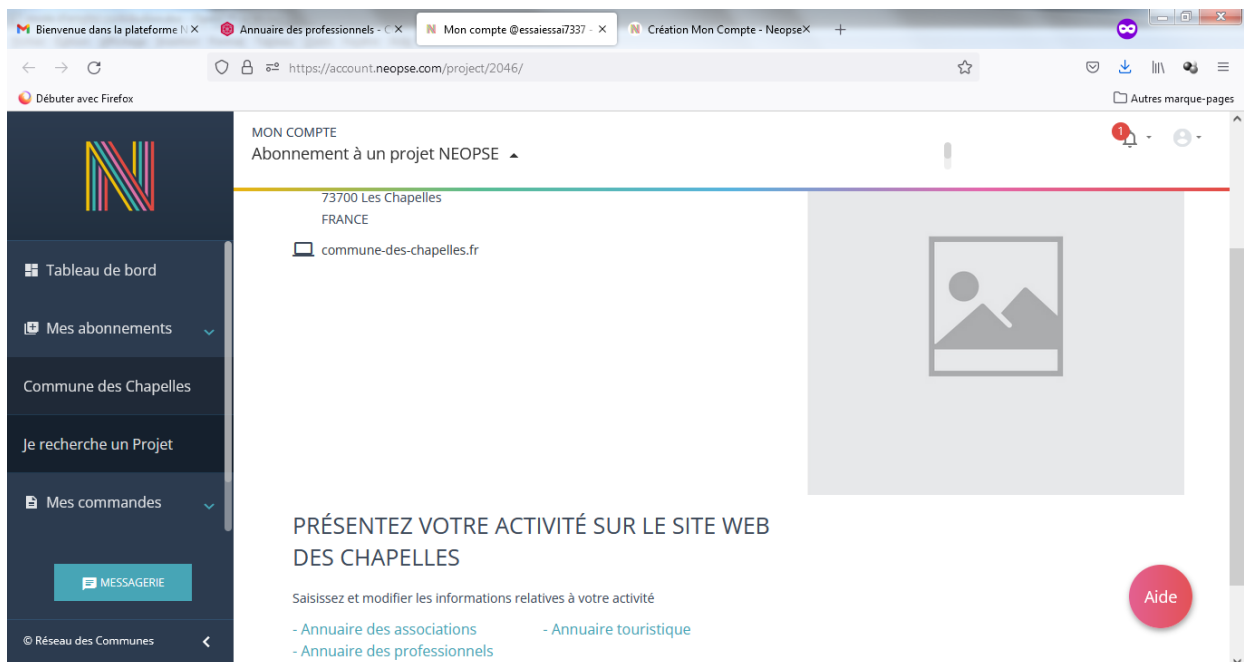 Bienvenue dans la plateforme N
Annuaire des professionnels - C
Mon compte @essaiessai7337 -
Création Mon Compte - Neopse
https://account.neopse.com/project/2046/
Débuter avec Firefox
Autres marque-pages
MON COMPTE
Abonnement à un projet NEOPSE
1
73700 Les Chapelles
FRANCE
commune-des-chapelles.fr
Tableau de bord
Mes abonnements
Commune des Chapelles
Je recherche un Projet
Mes commandes
MESSAGERIE
© Réseau des Communes
PRÉSENTEZ VOTRE ACTIVITÉ SUR LE SITE WEB
DES CHAPELLES
Saisissez et modifier les informations relatives à votre activité
- Annuaire des associations
- Annuaire touristique
- Annuaire des professionnels
Aide